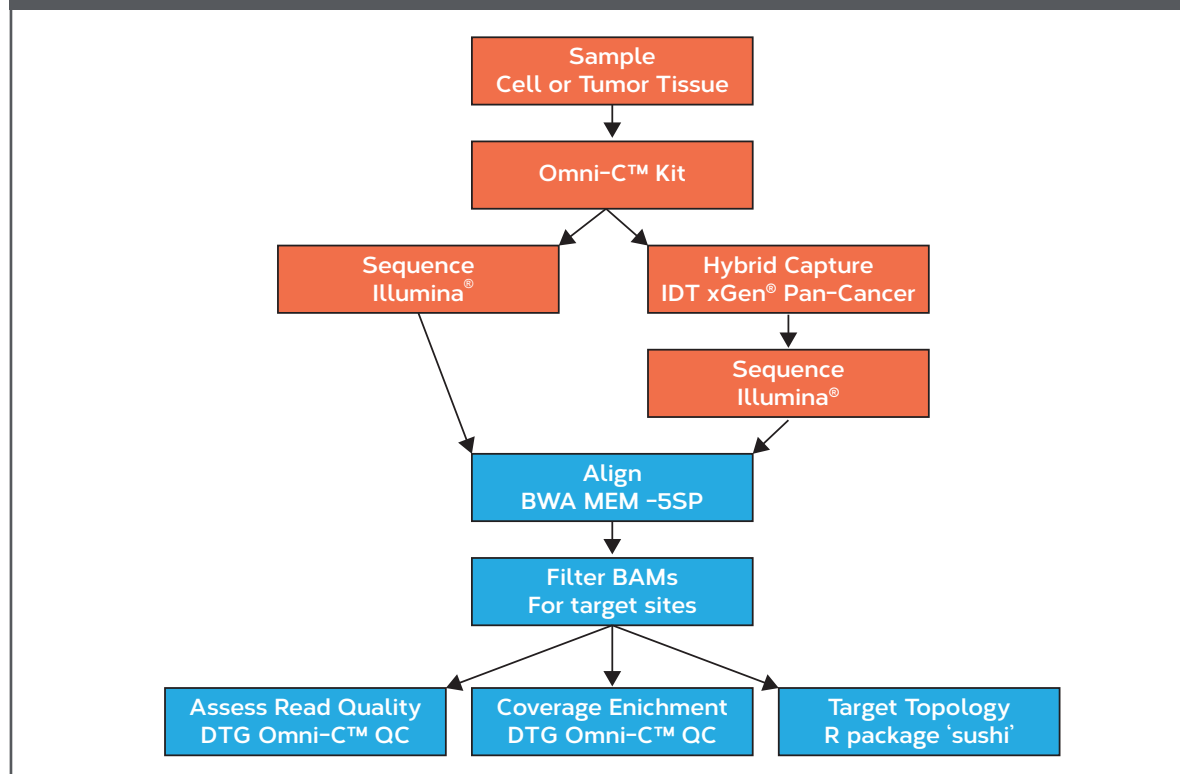 Sample
Cell or Tumor Tissue
Omni-C™ Kit
Sequence
Illumina®
Hybrid Capture
IDT xGen® Pan-Cancer
Sequence
Illumina®
Align
BWA MEM -5SP
Filter BAMs
For target sites
Assess Read Quality
DTG Omni-C™ QC
Coverage Enichment
DTG Omni-C™ QC
Target Topology
R package ‘sushi’